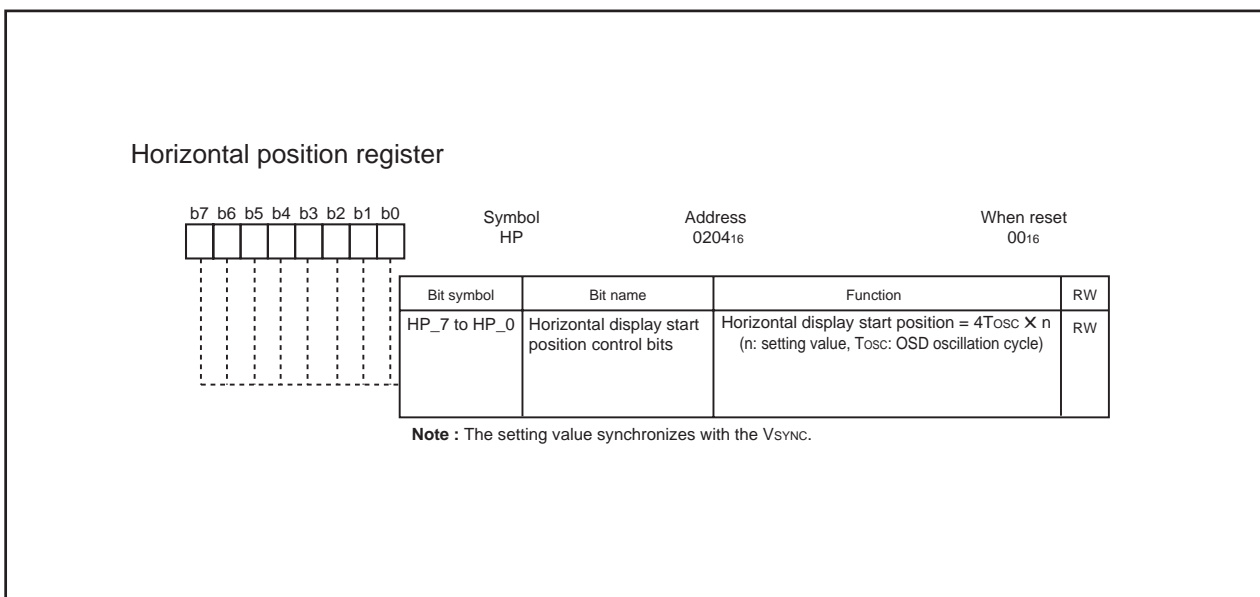 Horizontal position register
b7 b6 b5 b4 b3 b2 b1 b0
Symbol Address When reset
HP 020416 0016
Bit symbol Bit name Function RW
HP_7 to HP_0 Horizontal display start position control bits Horizontal display start position = 4Tosc X n (n: setting value, Tosc: OSD oscillation cycle) RW
Note : The setting value synchronizes with the VSYNC.